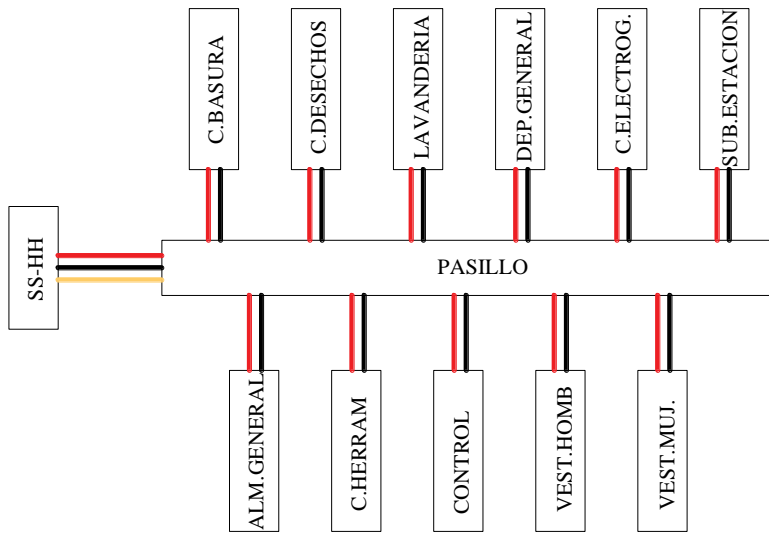 C.BASURA
C.DESECHOS
LAVANDERIA
DEP.GENERAL
C.ELECTROG.
SUB.ESTACION
SS-HH
PASILLO
ALM.GENERAL
C.HERRAM
CONTROL
VEST.HOMB
VEST.MUJ.